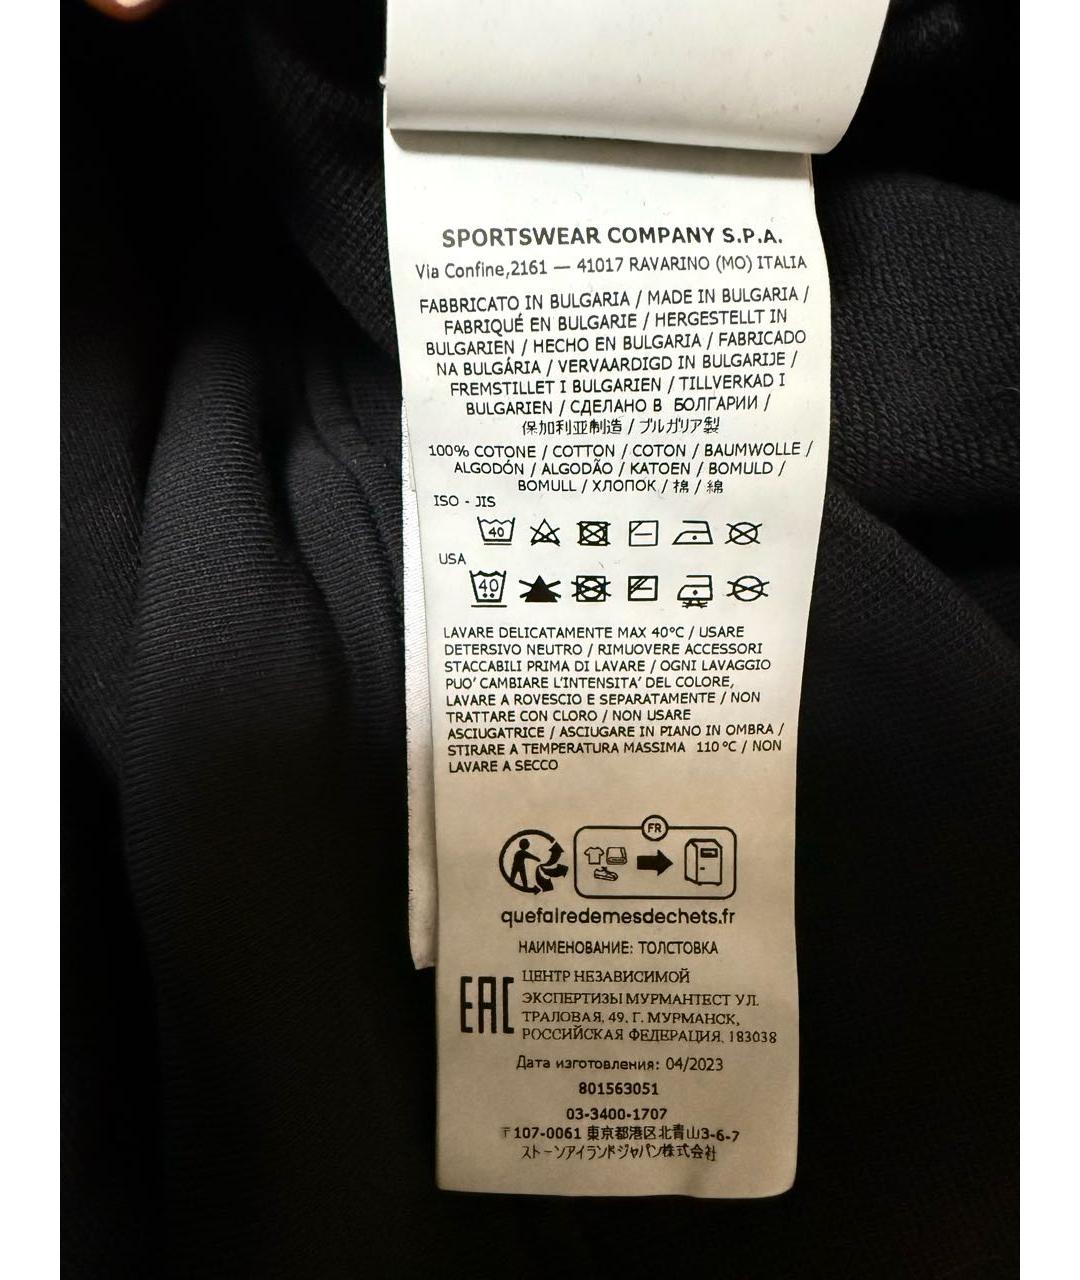 SPORTSWEAR COMPANY S.P.A.
Via Confine,2161 — 41017 RAVARINO (MO) ITALIA
FABBRICATO IN BULGARIA / MADE IN BULGARIA /
FABRIQUÉ EN BULGARIE / HERGESTELLT IN
BULGARIEN / HECHO EN BULGARIA / FABRICADO
NA BULGÁRIA / VERVAARDIGD IN BULGARIJE /
FREMSTILLET I BULGARIEN / TILLVERKAD I
BULGARIEN / СДЕЛАНО В БОЛГАРИИ /
保加利亚制造 / ブルガリア製
100% COTONE / COTTON / COTON / BAUMWOLLE /
ALGODÓN / ALGODÃO / KATOEN / BOMULD /
BOMULL / ХЛОПОК / 棉 / 綿
ISO - JIS
40
USA
40
LAVARE DELICATAMENTE MAX 40°C / USARE
DETERSIVO NEUTRO / RIMUOVERE ACCESSORI
STACCABILI PRIMA DI LAVARE / OGNI LAVAGGIO
PUO' CAMBIARE L'INTENSITA' DEL COLORE,
LAVARE A ROVESCIO E SEPARATAMENTE / NON
TRATTARE CON CLORO / NON USARE
ASCIUGATRICE / ASCIUGARE IN PIANO IN OMBRA /
STIRARE A TEMPERATURA MASSIMA 110°C / NON
LAVARE A SECCO
FR
quefairedemesdechets.fr
НАИМЕНОВАНИЕ: ТОЛСТОВКА
EAC
ЦЕНТР НЕЗАВИСИМОЙ
ЭКСПЕРТИЗЫ МУРМАНТЕСТ УЛ.
ТРАЛОВАЯ, 49, Г. МУРМАНСК,
РОССИЙСКАЯ ФЕДЕРАЦИЯ, 183038
Дата изготовления: 04/2023
801563051
03-3400-1707
〒107-0061 東京都港区北青山3-6-7
ストーンアイランドジャパン株式会社